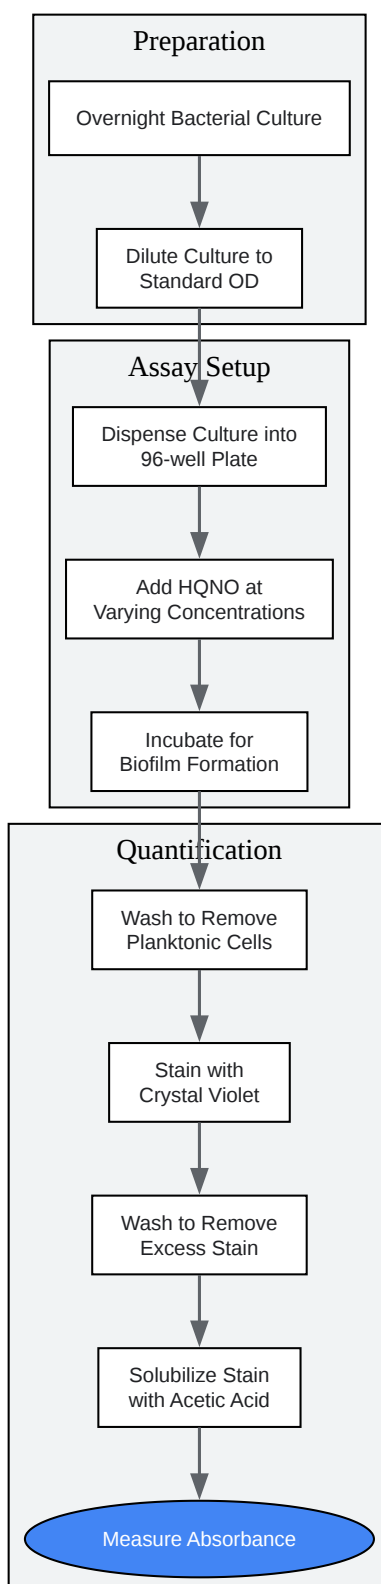 Preparation
Overnight Bacterial Culture
Dilute Culture to
Standard OD
Assay Setup
Dispense Culture into
96-well Plate
Add HQNO at
Varying Concentrations
Incubate for
Biofilm Formation
Quantification
Wash to Remove
Planktonic Cells
Stain with
Crystal Violet
Wash to Remove
Excess Stain
Solubilize Stain
with Acetic Acid
Measure Absorbance